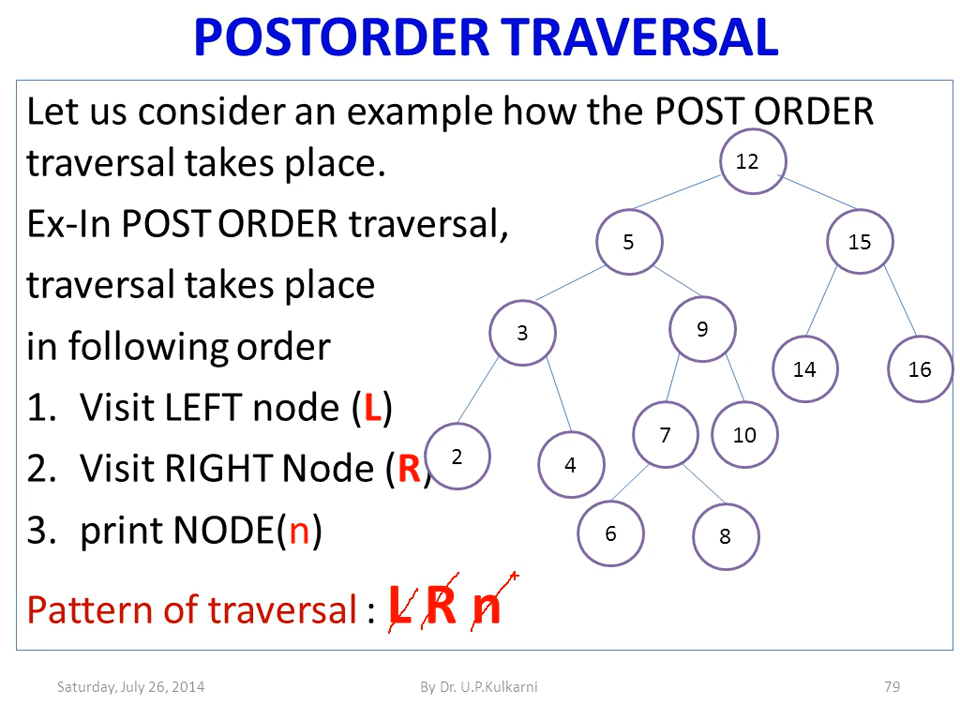 POSTORDER TRAVERSAL
Let us consider an example how the POST ORDER
traversal takes place.
12
Ex-In POST ORDER traversal,
5
15
traversal takes place
3
9
in following order
14
16
1. Visit LEFT node (L)
7
10
2. Visit RIGHT Node (R)
2
4
3. print NODE(n)
6
8
Pattern of traversal : L R n
Saturday, July 26, 2014
By Dr. U.P.Kulkarni
79